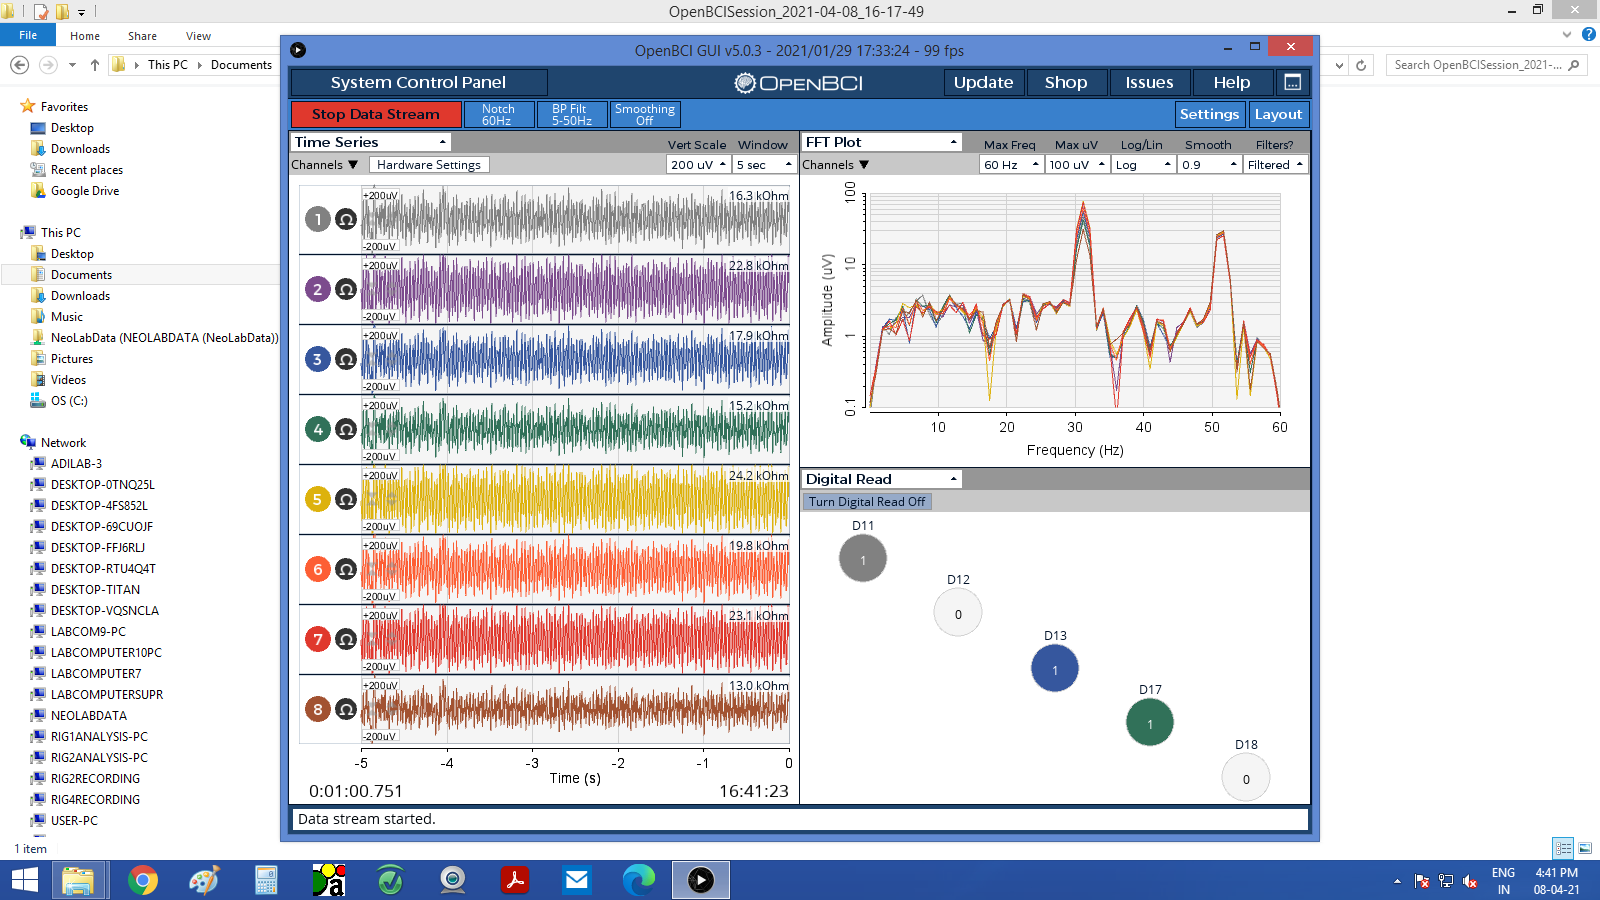 OpenBCISession_2021-04-08_16-17-49
File Home Share View
This PC Documents
Search OpenBCISession_2021-...
Favorites
Desktop
Downloads
Recent places
Google Drive
This PC
Desktop
Documents
Downloads
Music
NeoLabData (NEOLABDATA (NeoLabData))
Pictures
Videos
OS (C:)
Network
ADILAB-3
DESKTOP-0TNQ25L
DESKTOP-4FS852L
DESKTOP-69CUOJF
DESKTOP-FFJ6RLJ
DESKTOP-RTU4Q4T
DESKTOP-TITAN
DESKTOP-VQSNCLA
LABCOM9-PC
LABCOMPUTER10PC
LABCOMPUTER7
LABCOMPUTERSUPR
NEOLABDATA
RIG1ANALYSIS-PC
RIG2ANALYSIS-PC
RIG2RECORDING
RIG4RECORDING
USER-PC
1 item
OpenBCI GUI v5.0.3 - 2021/01/29 17:33:24 - 99 fps
System Control Panel OPENBCI Update Shop Issues Help
Stop Data Stream Notch 60Hz BP Filt 5-50Hz Smoothing Off Settings Layout
Time Series Vert Scale Window
Channels Hardware Settings 200 uV 5 sec
+200uV 16.3 kOhm
1 Ω
-200uV
+200uV 22.8 kOhm
2 Ω
-200uV
+200uV 17.9 kOhm
3 Ω
-200uV
+200uV 15.2 kOhm
4 Ω
-200uV
+200uV 24.2 kOhm
5 Ω
-200uV
+200uV 19.8 kOhm
6 Ω
-200uV
+200uV 23.1 kOhm
7 Ω
-200uV
+200uV 13.0 kOhm
8 Ω
-200uV
-5 -4 -3 -2 -1 0
Time (s)
0:01:00.751 16:41:23
FFT Plot Max Freq Max uV Log/Lin Smooth Filters?
Channels 60 Hz 100 uV Log 0.9 Filtered
100
10
1
0.1
Amplitude (uV)
10 20 30 40 50 60
Frequency (Hz)
Digital Read
Turn Digital Read Off
D11
1
D12
0
D13
1
D17
1
D18
0
Data stream started.
ENG 4:41 PM
IN 08-04-21